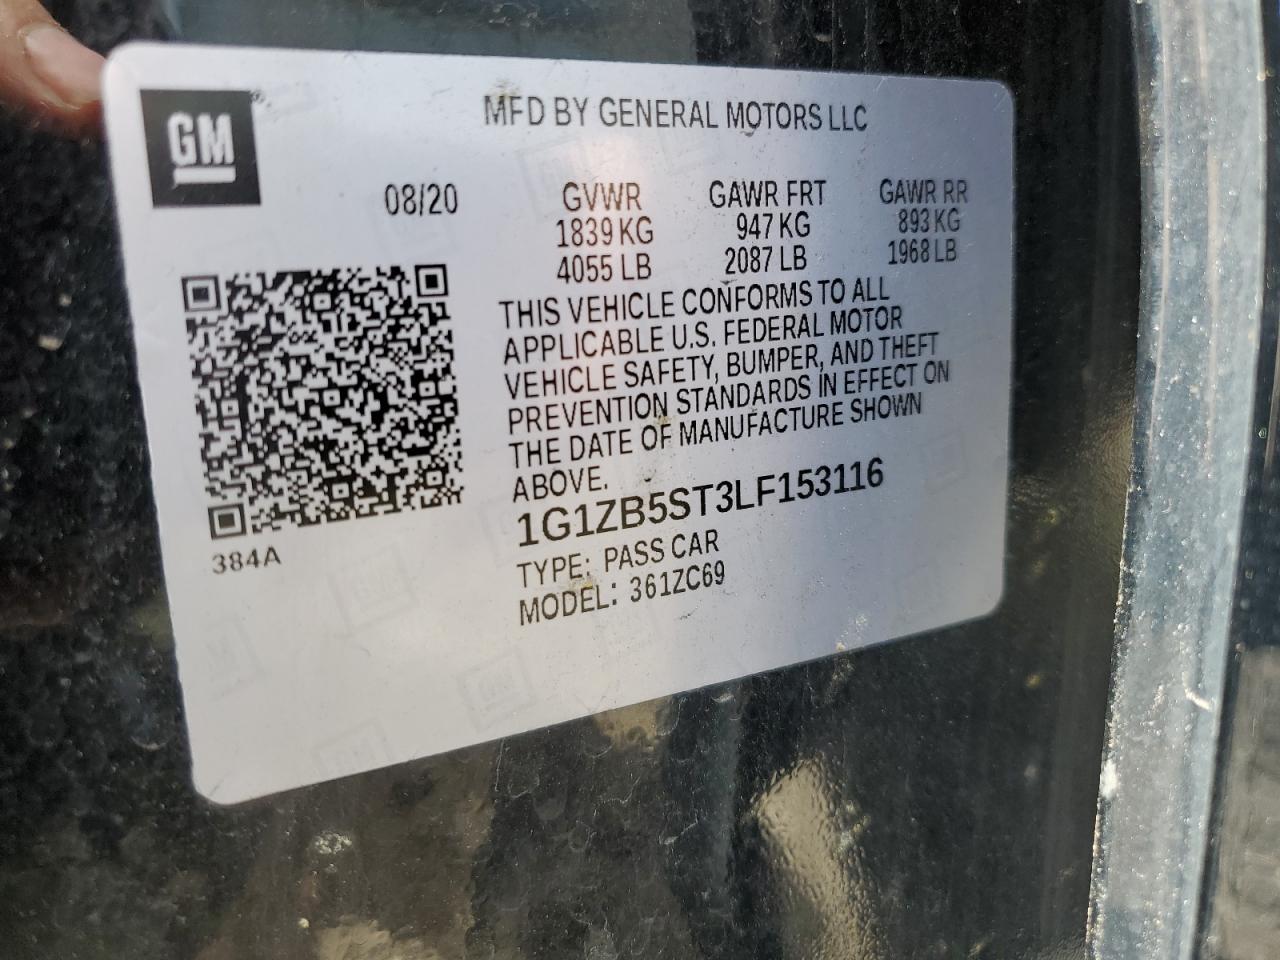 GM
MFD BY GENERAL MOTORS LLC
08/20
GVWR
1839 KG
4055 LB
GAWR FRT
947 KG
2087 LB
GAWR RR
893 KG
1968 LB
THIS VEHICLE CONFORMS TO ALL
APPLICABLE U.S. FEDERAL MOTOR
VEHICLE SAFETY, BUMPER, AND THEFT
PREVENTION STANDARDS IN EFFECT ON
THE DATE OF MANUFACTURE SHOWN
ABOVE.
1G1ZB5ST3LF153116
TYPE: PASS CAR
MODEL: 361ZC69
384A